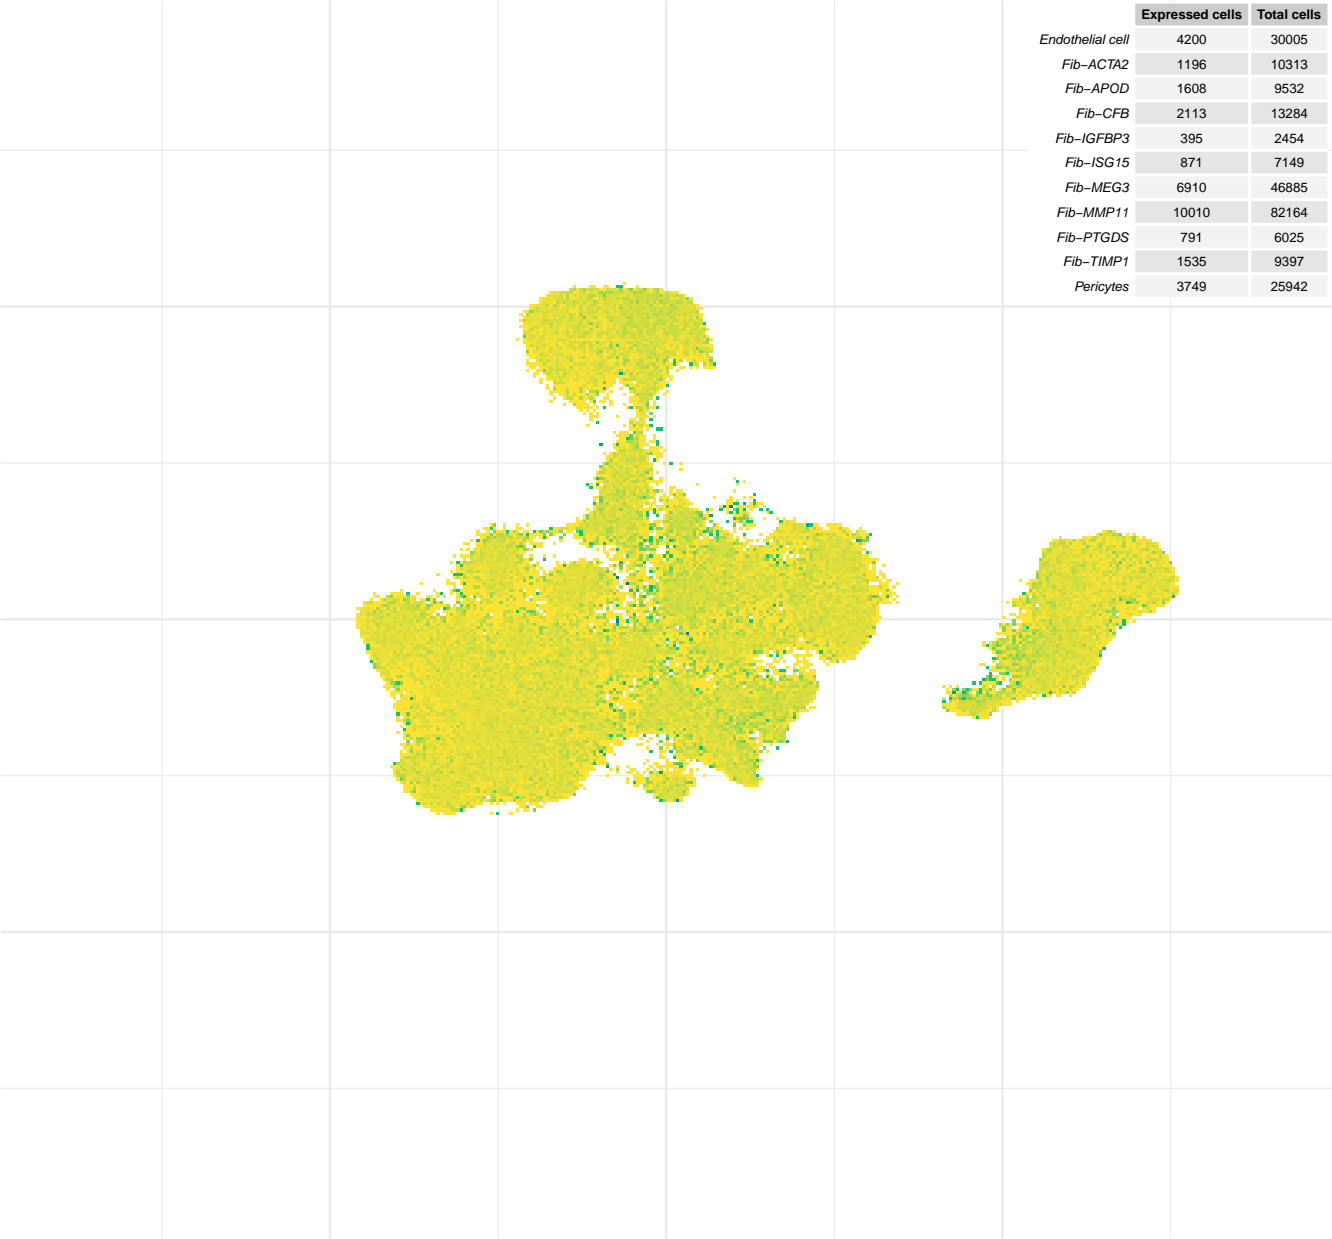 Expressed cells Total cells
Endothelial cell 4200 30005
Fib−ACTA2 1196 10313
Fib−APOD 1608 9532
Fib−CFB 2113 13284
Fib−IGFBP3 395 2454
Fib−ISG15 871 7149
Fib−MEG3 6910 46885
Fib−MMP11 10010 82164
Fib−PTGDS 791 6025
Fib−TIMP1 1535 9397
Pericytes 3749 25942